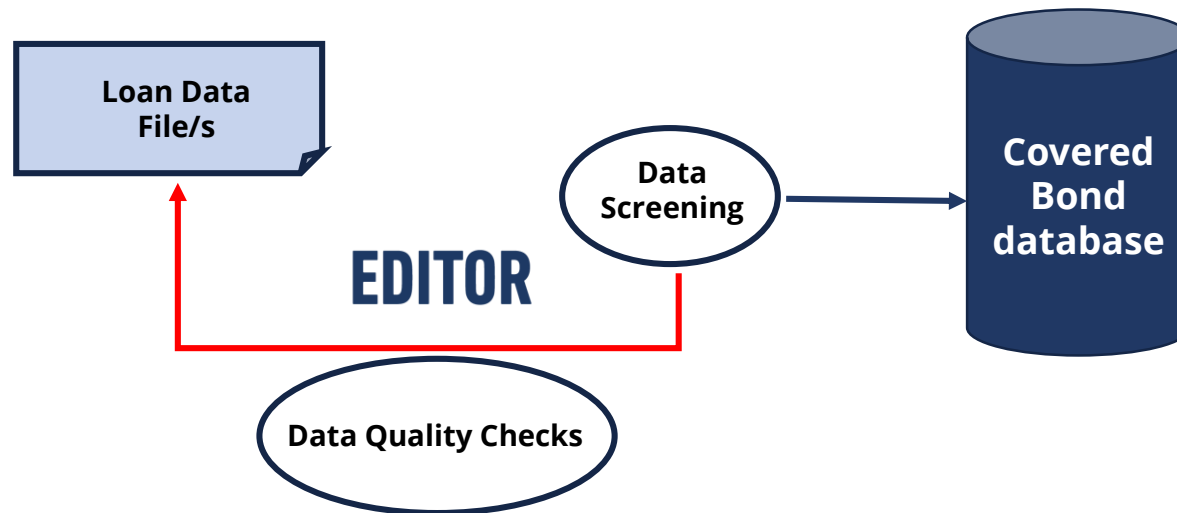 Loan Data
File/s
Data
Screening
Covered
Bond
database
EDITOR
Data Quality Checks